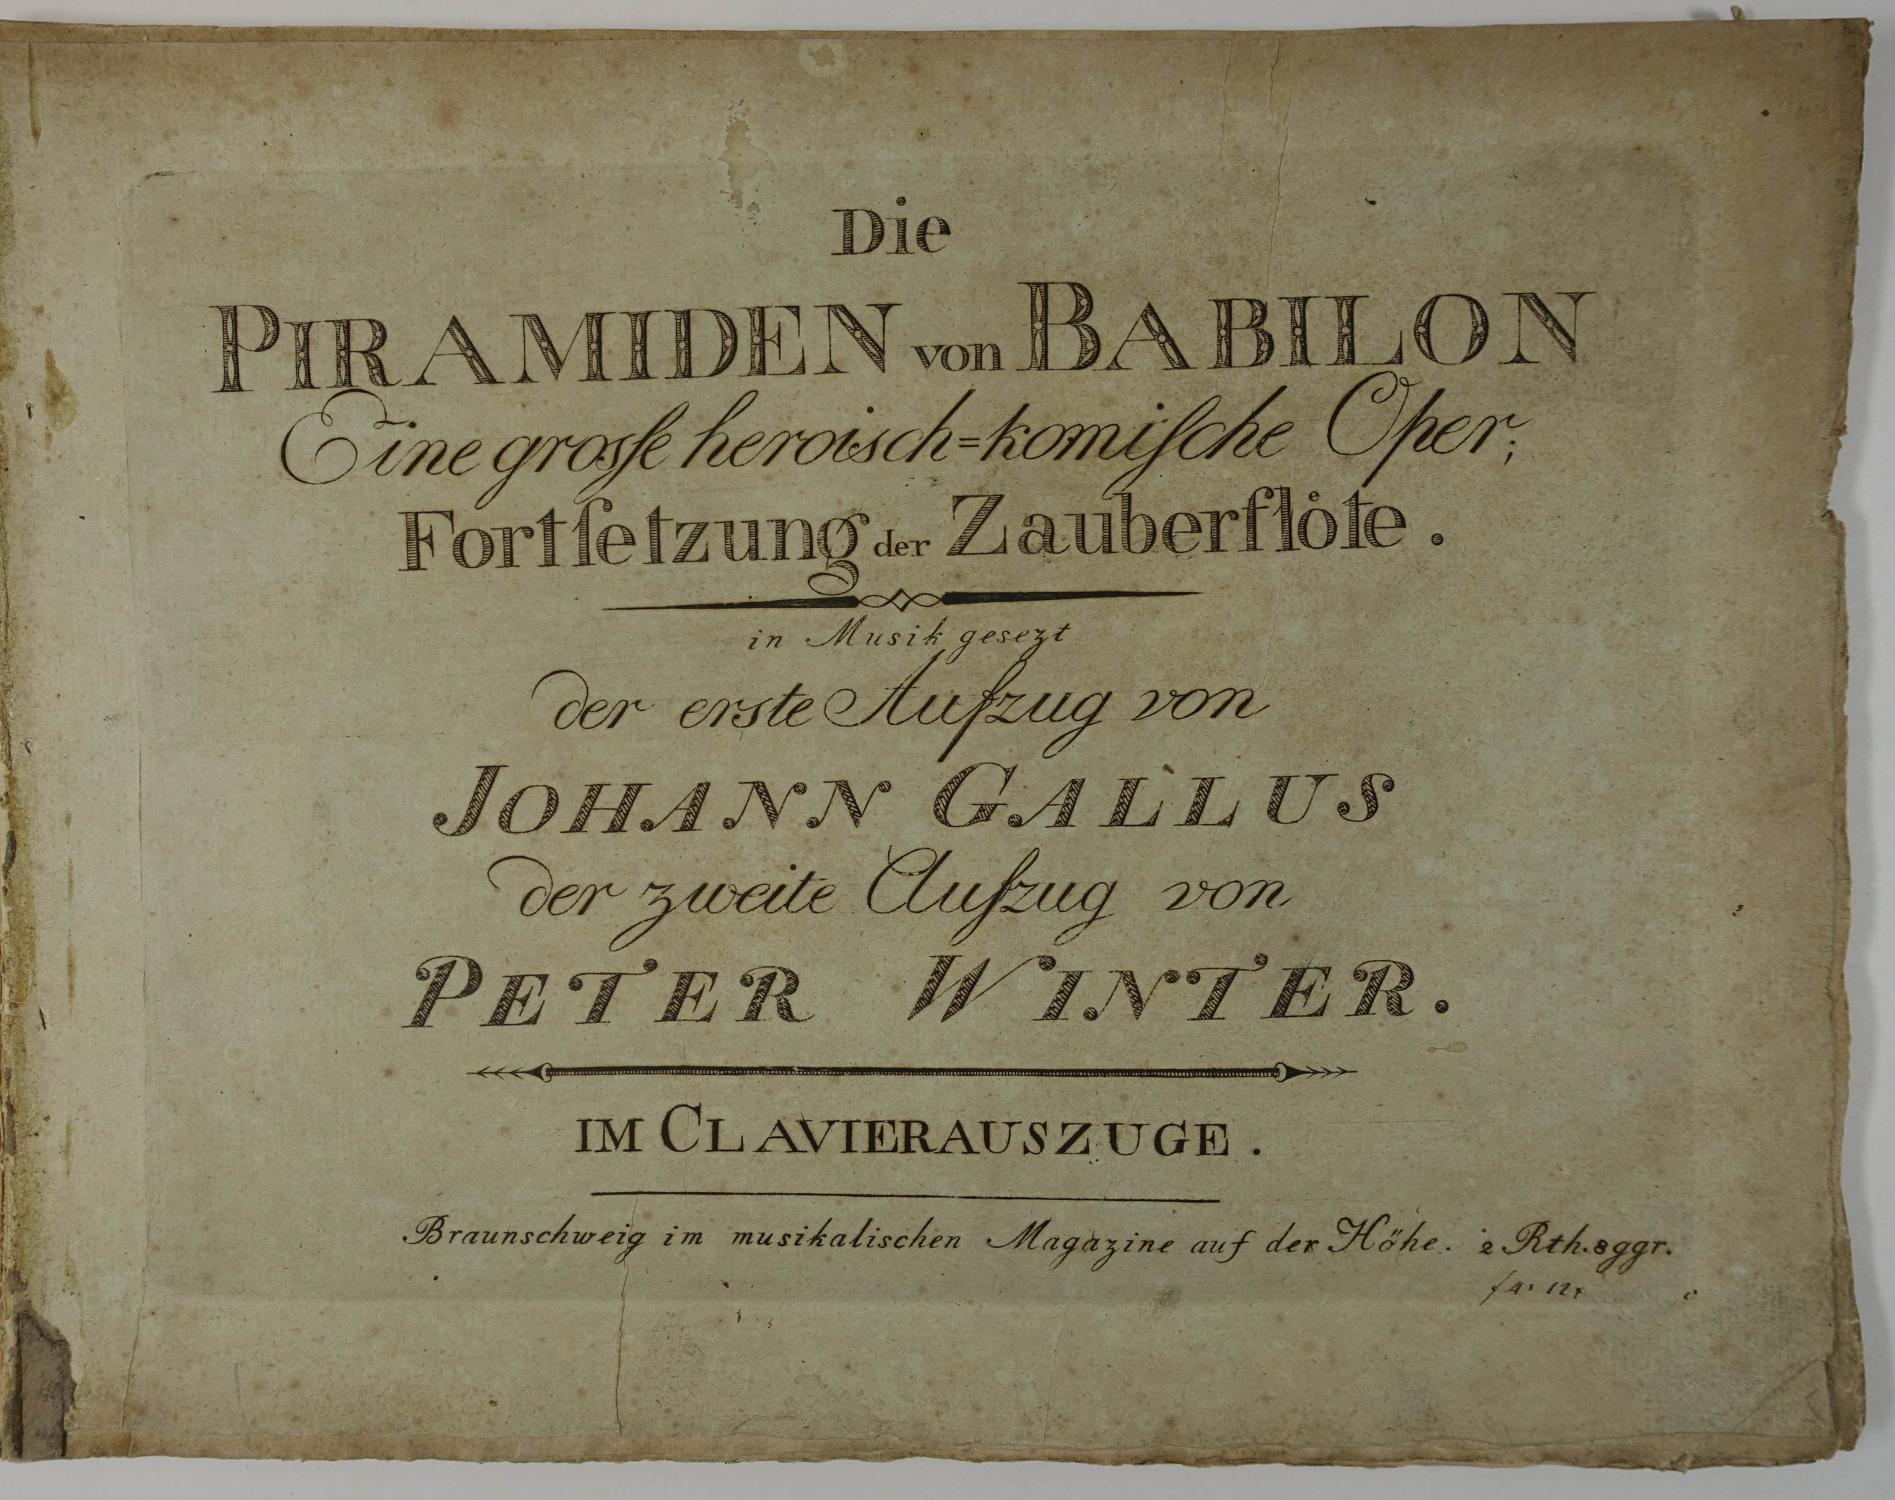 Die
PIRAMIDEN von BABILON
Eine groſse heroisch=komiſche Oper;
Fortſetzung der Zauberflöte.
in Musik gesezt
der erste Aufzug von
JOHANN GALLUS
der zweite Aufzug von
PETER WINTER.
IM CLAVIERAUSZUGE.
Braunschweig im musikalischen Magazine auf der Höhe. 2 Rth. 8 ggr.